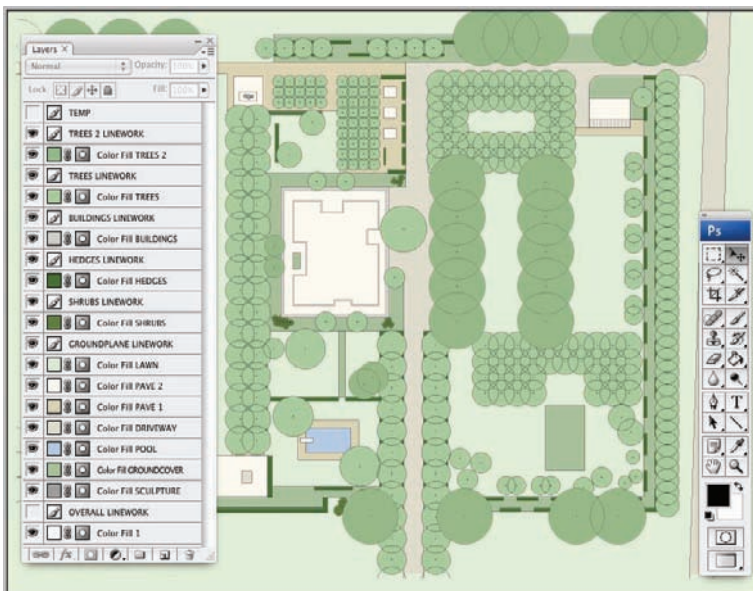 Layers ×
Normal
Opacity: 100%
Lock:
Fill: 100%
TEMP
TREES 2 LINEWORK
Color Fill TREES 2
TREES LINEWORK
Color Fill TREES
BUILDINGS LINEWORK
Color Fill BUILDINGS
HEDGES LINEWORK
Color Fill HEDGES
SHRUBS LINEWORK
Color Fill SHRUBS
GROUNDPLANE LINEWORK
Color Fill LAWN
Color Fill PAVE 2
Color Fill PAVE 1
Color Fill DRIVEWAY
Color Fill POOL
Color Fill GROUNDCOVER
Color Fill SCULPTURE
OVERALL LINEWORK
Color Fill 1
Ps
T